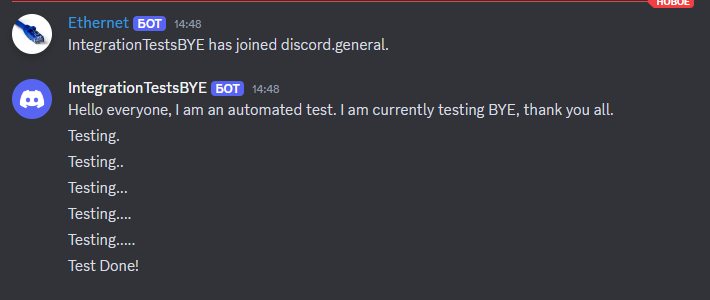 НОВОЕ
Ethernet БОТ 14:48
IntegrationTestsBYE has joined discord.general.
IntegrationTestsBYE БОТ 14:48
Hello everyone, I am an automated test. I am currently testing BYE, thank you all.
Testing.
Testing..
Testing...
Testing....
Testing.....
Test Done!